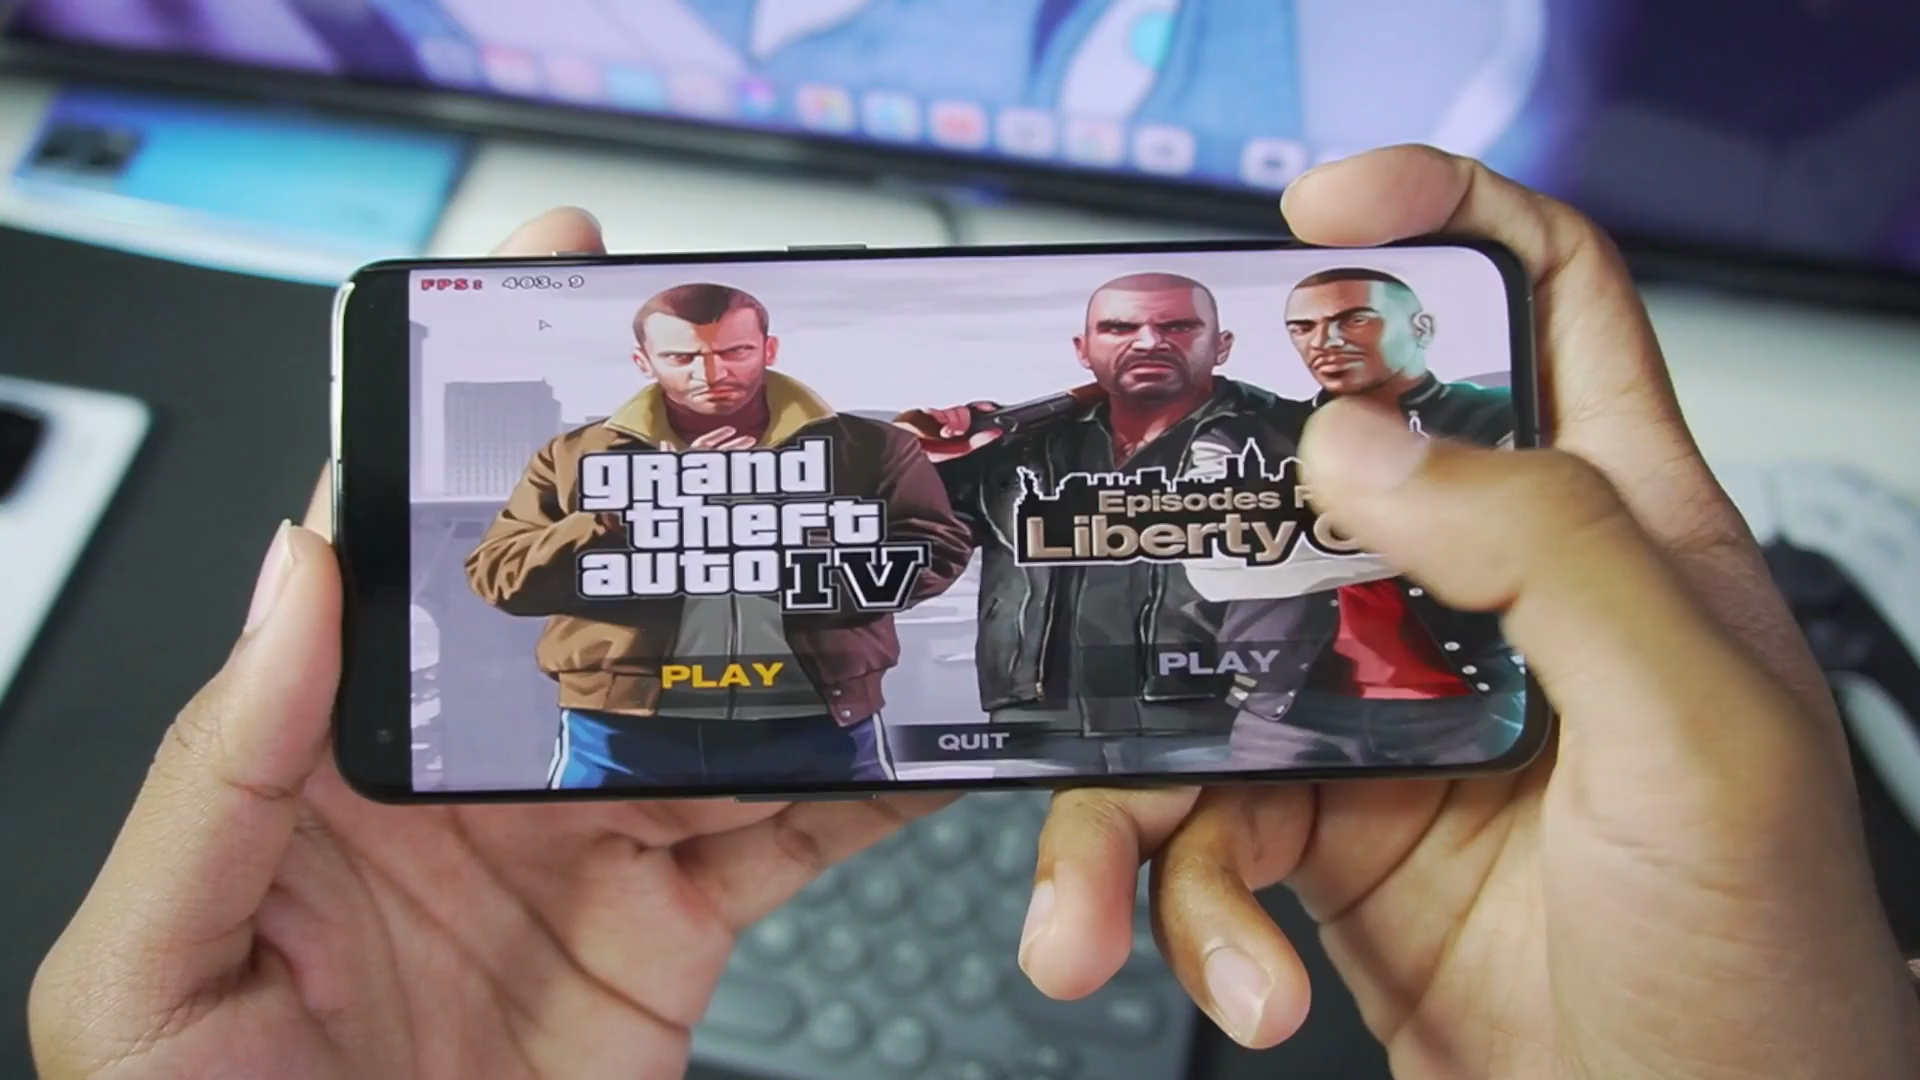 FPS: 403.9
grand
theft
auto IV
Episodes
Liberty
PLAY
PLAY
QUIT